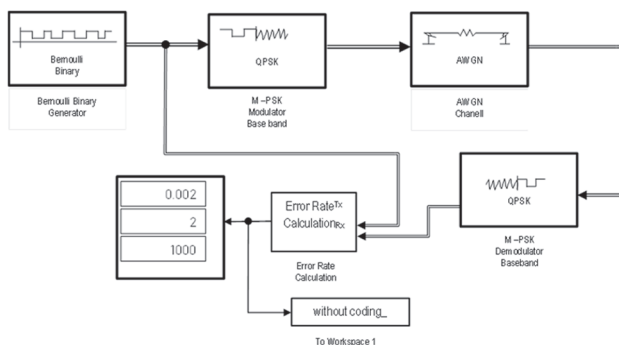 Bernoulli
Binary
Bernoulli Binary
Generator
QPSK
M –PSK
Modulator
Base band
AWGN
AWGN
Chanell
QPSK
M –PSK
Demodulator
Baseband
Error Rate Tx
Calculation Rx
Error Rate
Calculation
0.002
2
1000
without coding_
To Workspace 1